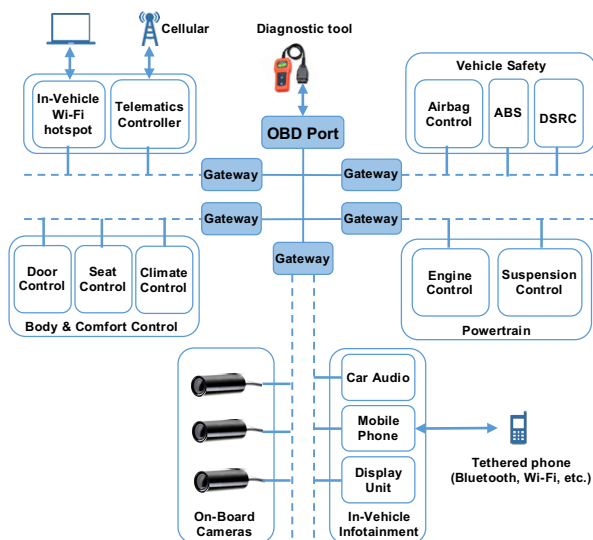 Cellular
Diagnostic tool
In-Vehicle
Wi-Fi
hotspot
Telematics
Controller
OBD Port
Vehicle Safety
Airbag
Control
ABS
DSRC
Gateway
Gateway
Gateway
Gateway
Gateway
Door
Control
Seat
Control
Climate
Control
Body & Comfort Control
Engine
Control
Suspension
Control
Powertrain
Car Audio
Mobile
Phone
Display
Unit
On-Board
Cameras
In-Vehicle
Infotainment
Tethered phone
(Bluetooth, Wi-Fi, etc.)